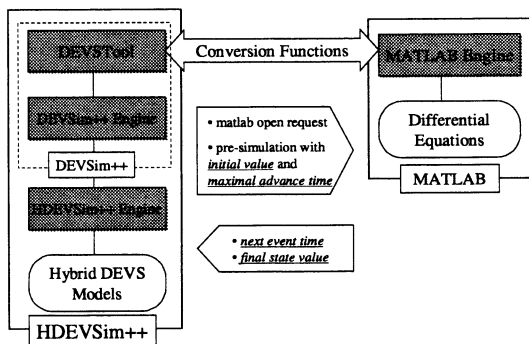 DEVSTool
Conversion Functions
MATLAB Engine
DEVSim++ Engine
• matlab open request
• pre-simulation with
initial value and
maximal advance time
Differential
Equations
DEVSim++
MATLAB
HDEVSim++ Engine
• next event time
• final state value
Hybrid DEVS
Models
HDEVSim++